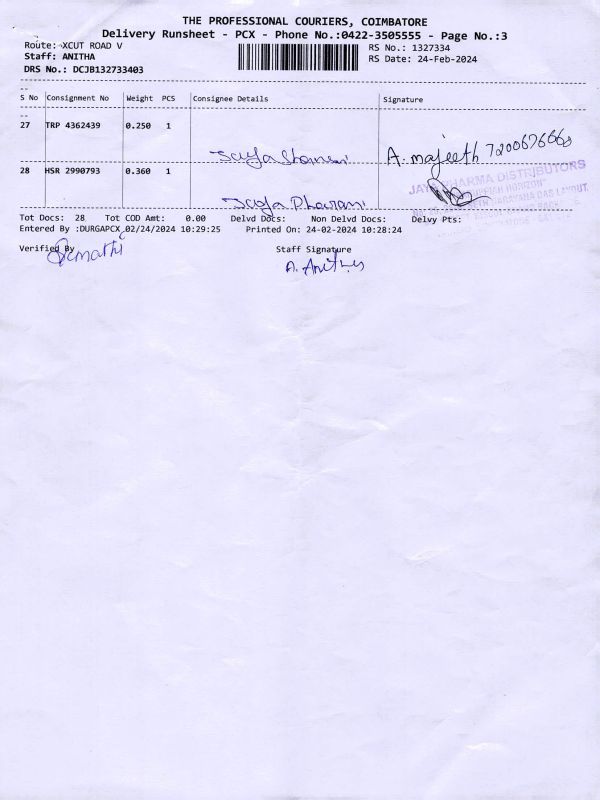 THE PROFESSIONAL COURIERS, COIMBATORE
Delivery Runsheet - PCX - Phone No.:0422-3505555 - Page No.:3
Route: XCUT ROAD V
RS No.: 1327334
Staff: ANITHA
RS Date: 24-Feb-2024
DRS No.: DCJB132733403
S No Consignment No Weight PCS Consignee Details Signature
27 TRP 4362439 0.250 1
A. majeeth
28 HSR 2990793 0.360 1
PHARMA DISTRIBUTORS
Tot Docs: 28 Tot COD Amt: 0.00 Delvd Docs: Non Delvd Docs: Delvy Pts:
Entered By :DURGAPCX 02/24/2024 10:29:25 Printed On: 24-02-2024 10:28:24
Verified By Staff Signature
A. Anitha